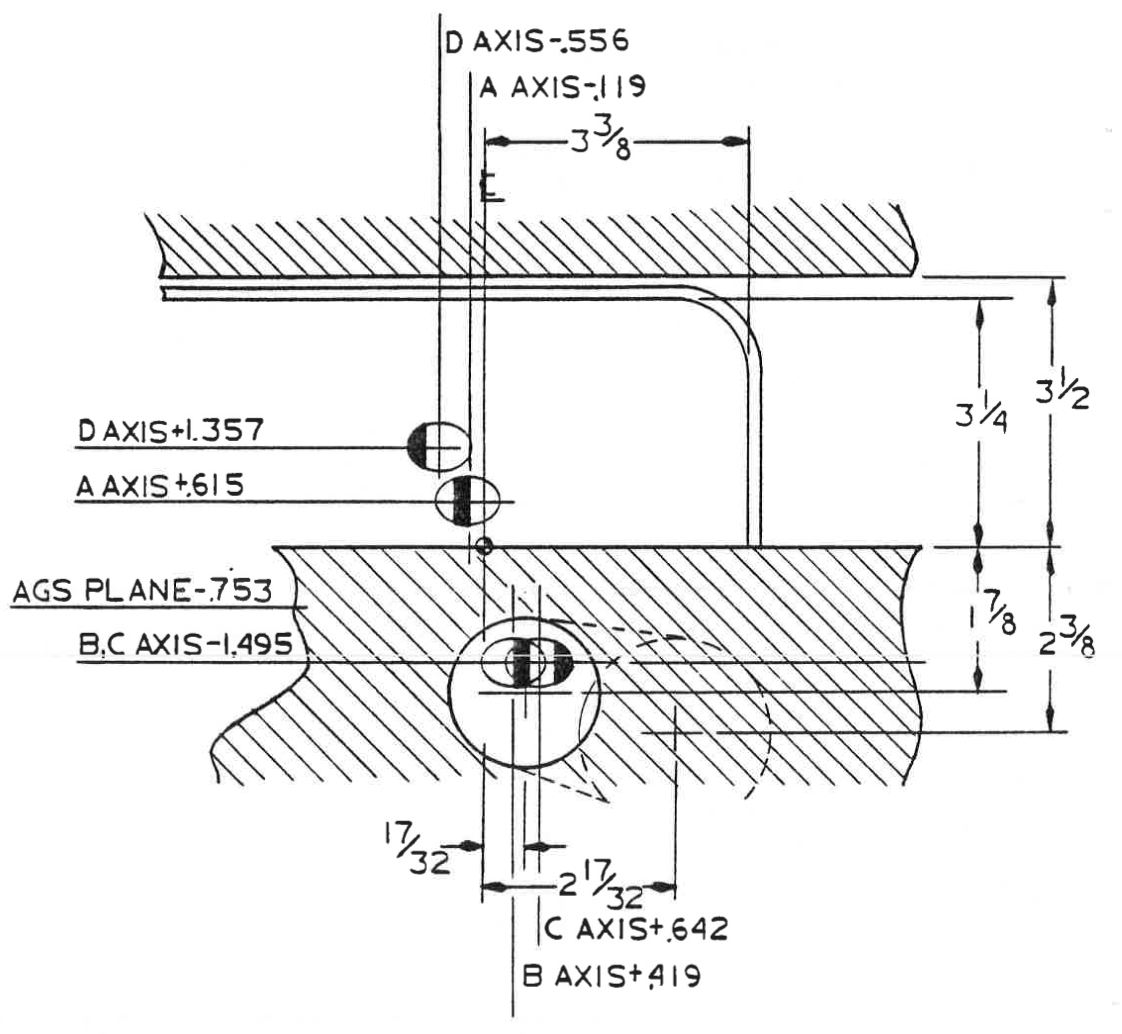 D AXIS-.556
A AXIS-.119
3 3/8
E
3 1/2
3 1/4
D AXIS+1.357
A AXIS+.615
AGS PLANE-.753
7/8
2 3/8
B,C AXIS-1.495
17/32
2 17/32
C AXIS+.642
B AXIS+.419